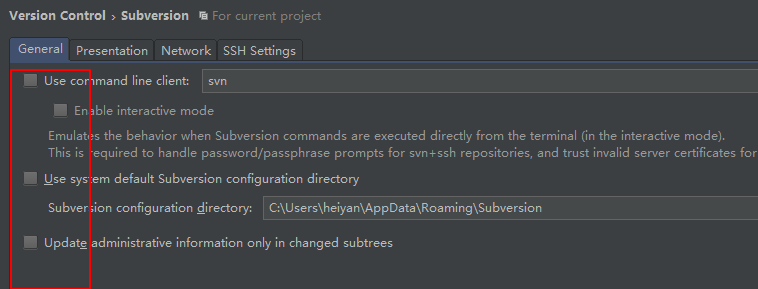 Version Control › Subversion For current project
General Presentation Network SSH Settings
Use command line client: svn
Enable interactive mode
Emulates the behavior when Subversion commands are executed directly from the terminal (in the interactive mode).
This is required to handle password/passphrase prompts for svn+ssh repositories, and trust invalid server certificates for
Use system default Subversion configuration directory
Subversion configuration directory: C:\Users\heiyan\AppData\Roaming\Subversion
Update administrative information only in changed subtrees